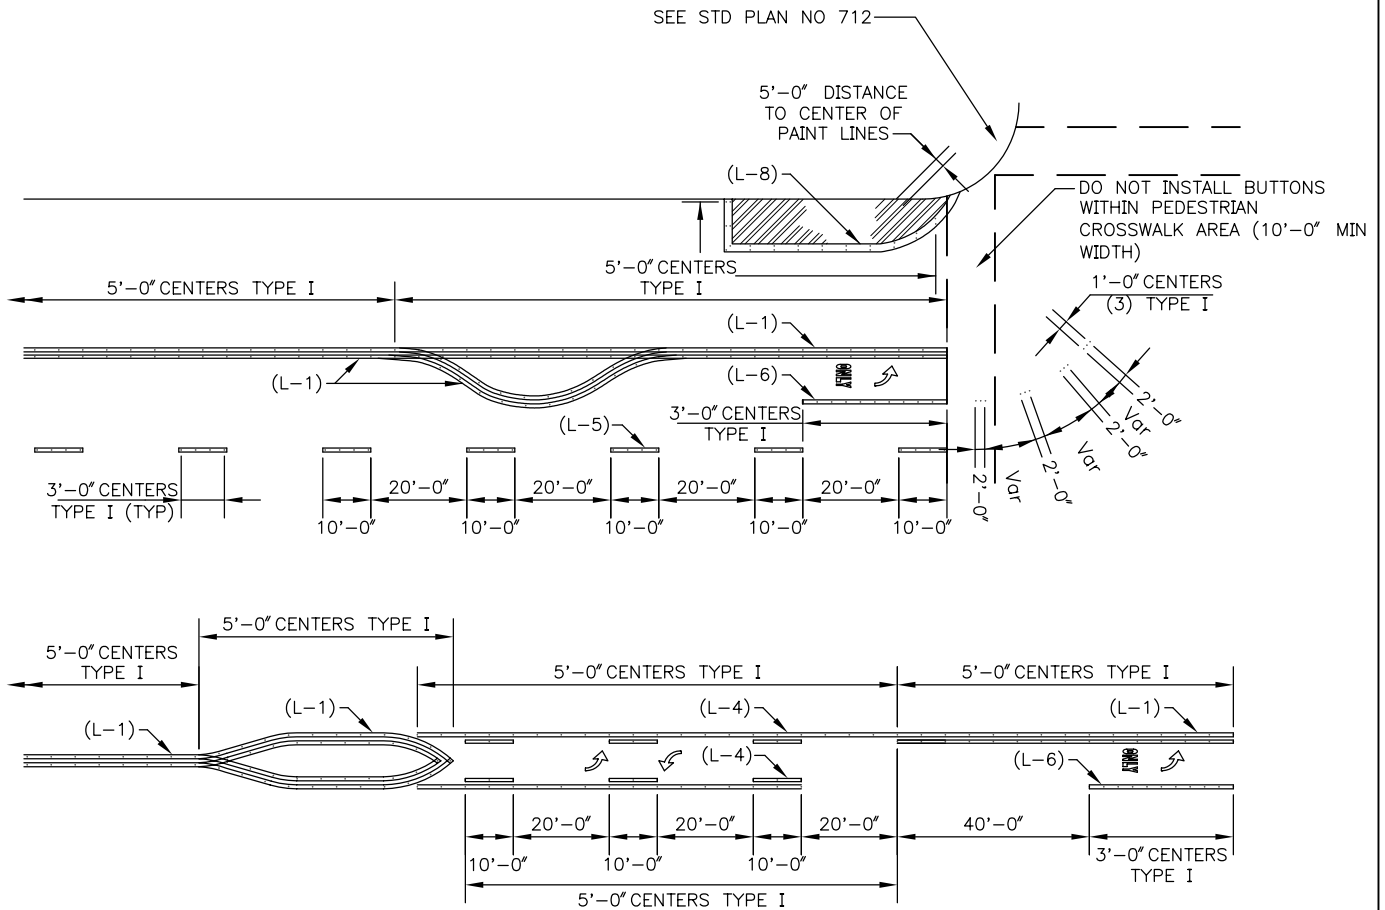 SEE STD PLAN NO 712
5'-0" DISTANCE
TO CENTER OF
PAINT LINES
(L-8)
DO NOT INSTALL BUTTONS
WITHIN PEDESTRIAN
CROSSWALK AREA (10'-0" MIN
WIDTH)
5'-0" CENTERS
TYPE I
5'-0" CENTERS TYPE I
1'-0" CENTERS
(3) TYPE I
(L-1)
(L-1)
(L-6)
ONLY
3'-0" CENTERS
TYPE I
(L-5)
2'-0"
Var
2'-0"
Var
2'-0"
Var
2'-0"
3'-0" CENTERS
TYPE I (TYP)
20'-0"
20'-0"
20'-0"
20'-0"
10'-0"
10'-0"
10'-0"
10'-0"
10'-0"
5'-0" CENTERS TYPE I
5'-0" CENTERS
TYPE I
5'-0" CENTERS TYPE I
5'-0" CENTERS TYPE I
(L-1)
(L-1)
(L-4)
(L-1)
(L-4)
ONLY
(L-6)
20'-0"
20'-0"
20'-0"
40'-0"
10'-0"
10'-0"
10'-0"
3'-0" CENTERS
TYPE I
5'-0" CENTERS TYPE I